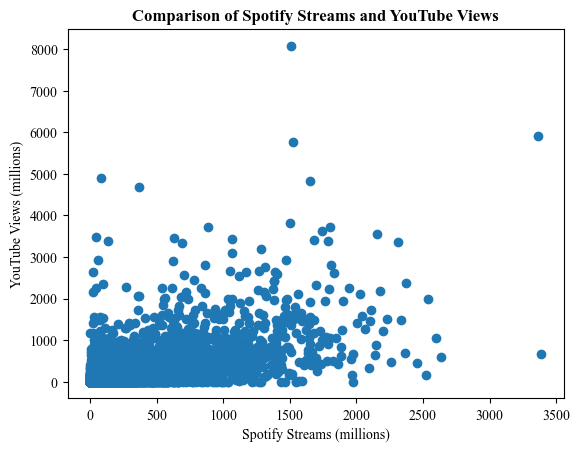 Comparison of Spotify Streams and YouTube Views
8000
7000
6000
5000
4000
3000
2000
1000
0
YouTube Views (millions)
0 500 1000 1500 2000 2500 3000 3500
Spotify Streams (millions)